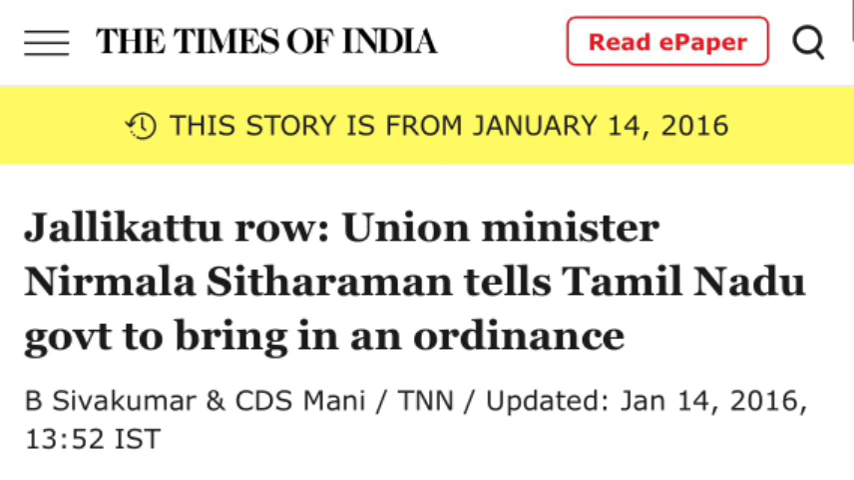 THE TIMES OF INDIA
Read ePaper
THIS STORY IS FROM JANUARY 14, 2016
Jallikattu row: Union minister
Nirmala Sitharaman tells Tamil Nadu
govt to bring in an ordinance
B Sivakumar & CDS Mani / TNN / Updated: Jan 14, 2016,
13:52 IST